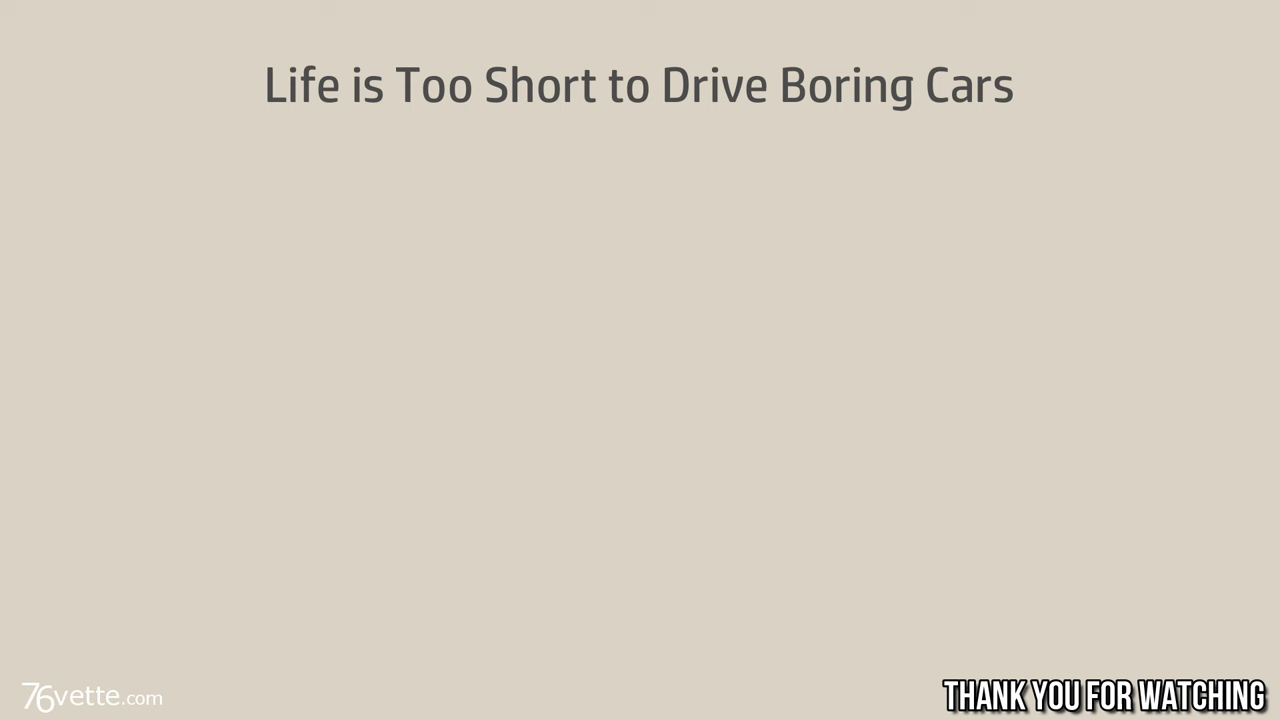 Life is Too Short to Drive Boring Cars
76vette.com
THANK YOU FOR WATCHING